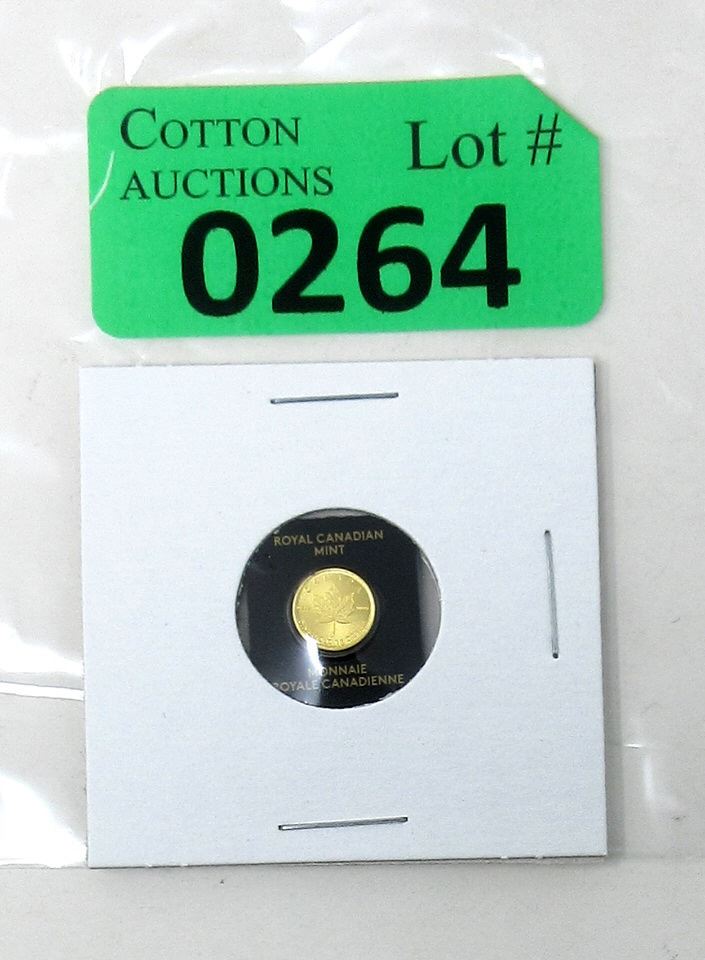 COTTON
AUCTIONS
Lot #
0264
ROYAL CANADIAN
MINT
MONNAIE
ROYALE CANADIENNE